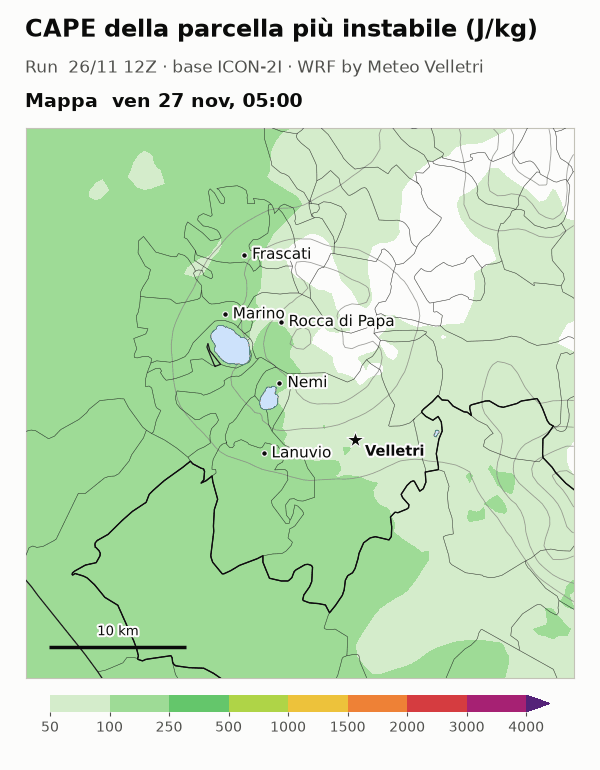 CAPE della parcella più instabile (J/kg)
Run  26/11 12Z · base ICON-2I · WRF by Meteo Velletri
Mappa  ven 27 nov, 05:00
Frascati
Marino
Rocca di Papa
Nemi
Velletri
Lanuvio
10 km
50 100 250 500 1000 1500 2000 3000 4000